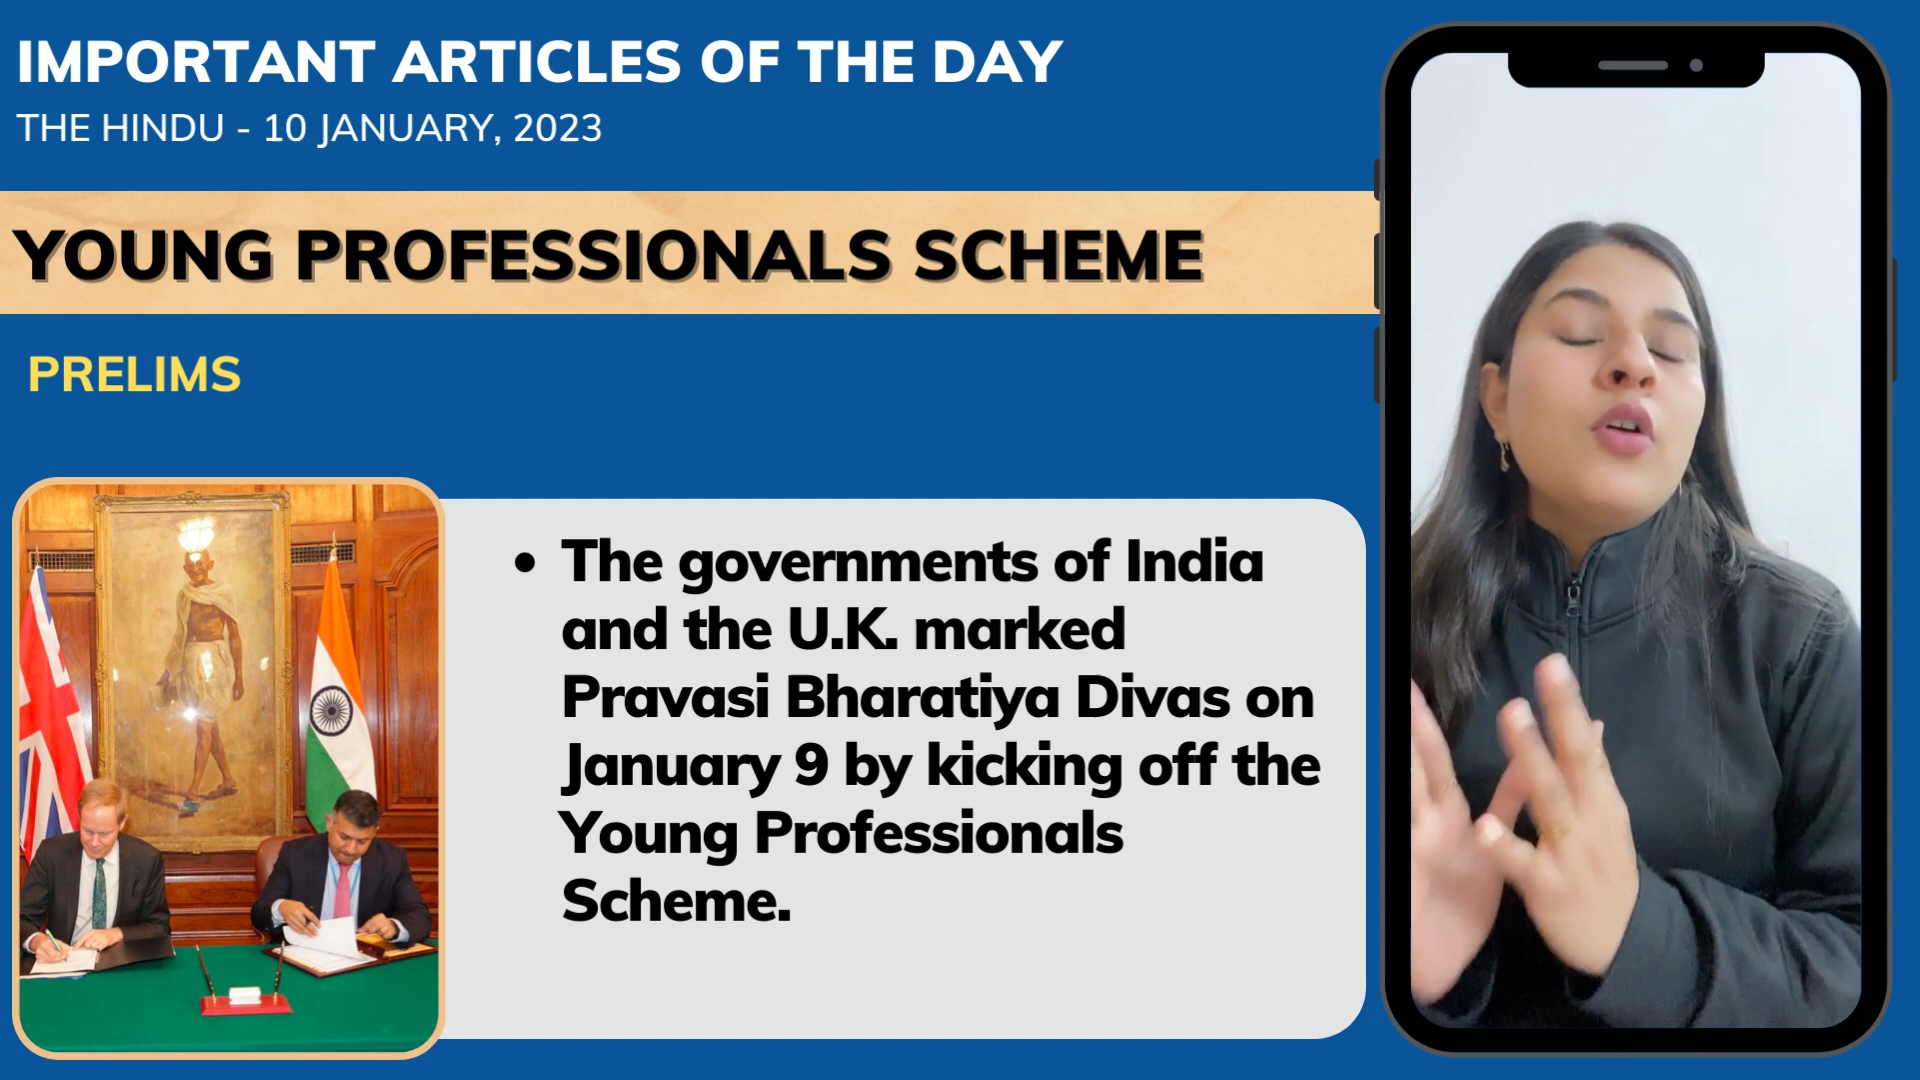 IMPORTANT ARTICLES OF THE DAY
THE HINDU - 10 JANUARY, 2023
YOUNG PROFESSIONALS SCHEME
PRELIMS
• The governments of India
and the U.K. marked
Pravasi Bharatiya Divas on
January 9 by kicking off the
Young Professionals
Scheme.